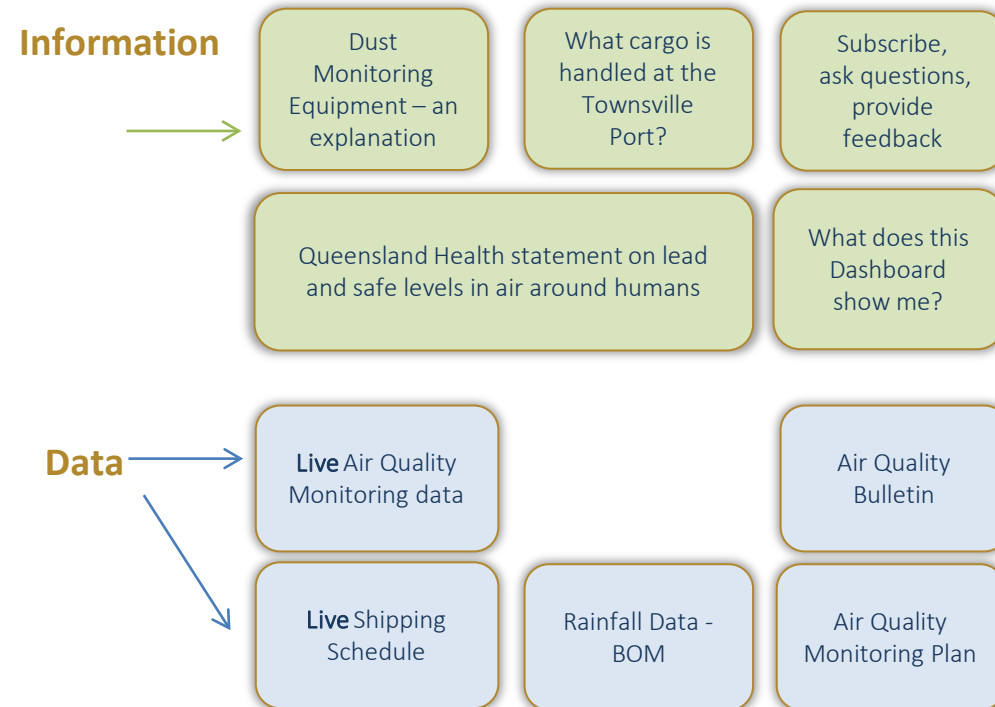 Information
Dust
Monitoring
Equipment – an
explanation
What cargo is
handled at the
Townsville
Port?
Subscribe,
ask questions,
provide
feedback
Queensland Health statement on lead
and safe levels in air around humans
What does this
Dashboard
show me?
Data
Live Air Quality
Monitoring data
Air Quality
Bulletin
Live Shipping
Schedule
Rainfall Data -
BOM
Air Quality
Monitoring Plan